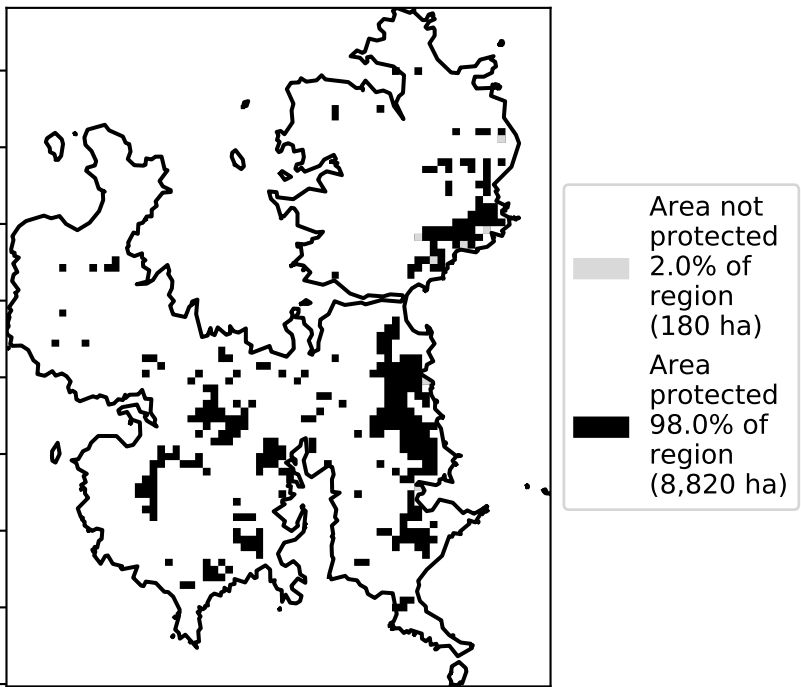 Area not
protected
2.0% of
region
(180 ha)
Area
protected
98.0% of
region
(8,820 ha)